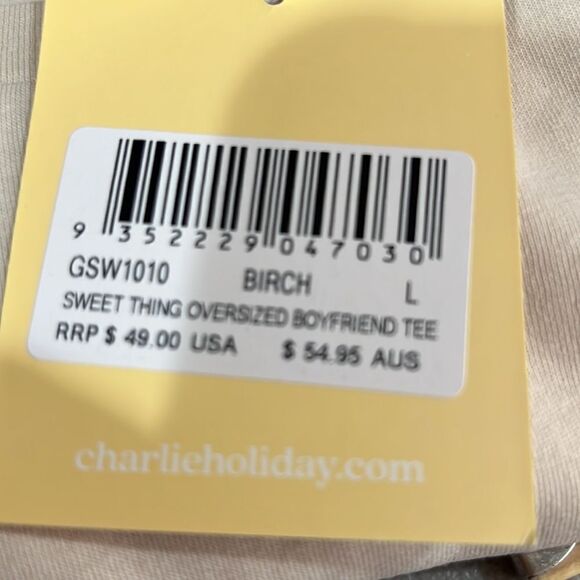 9 352229 047030
GSW1010 BIRCH L
SWEET THING OVERSIZED BOYFRIEND TEE
RRP $ 49.00 USA $ 54.95 AUS
charlieholiday.com